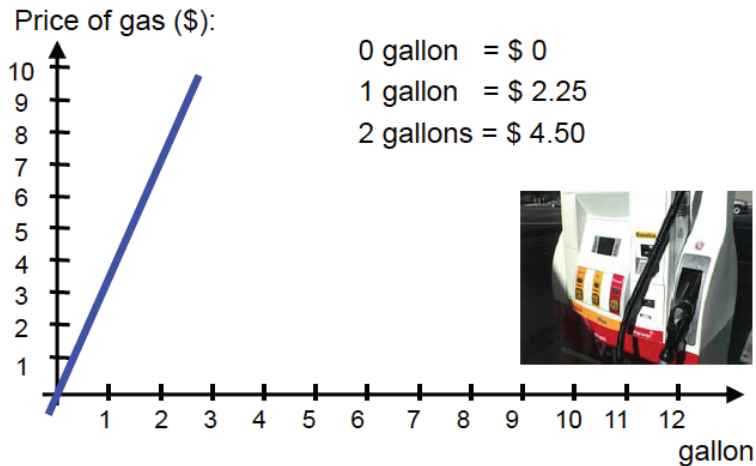 Price of gas ($):
0 gallon = $ 0
1 gallon = $ 2.25
2 gallons = $ 4.50
10
9
8
7
6
5
4
3
2
1
1 2 3 4 5 6 7 8 9 10 11 12
gallon